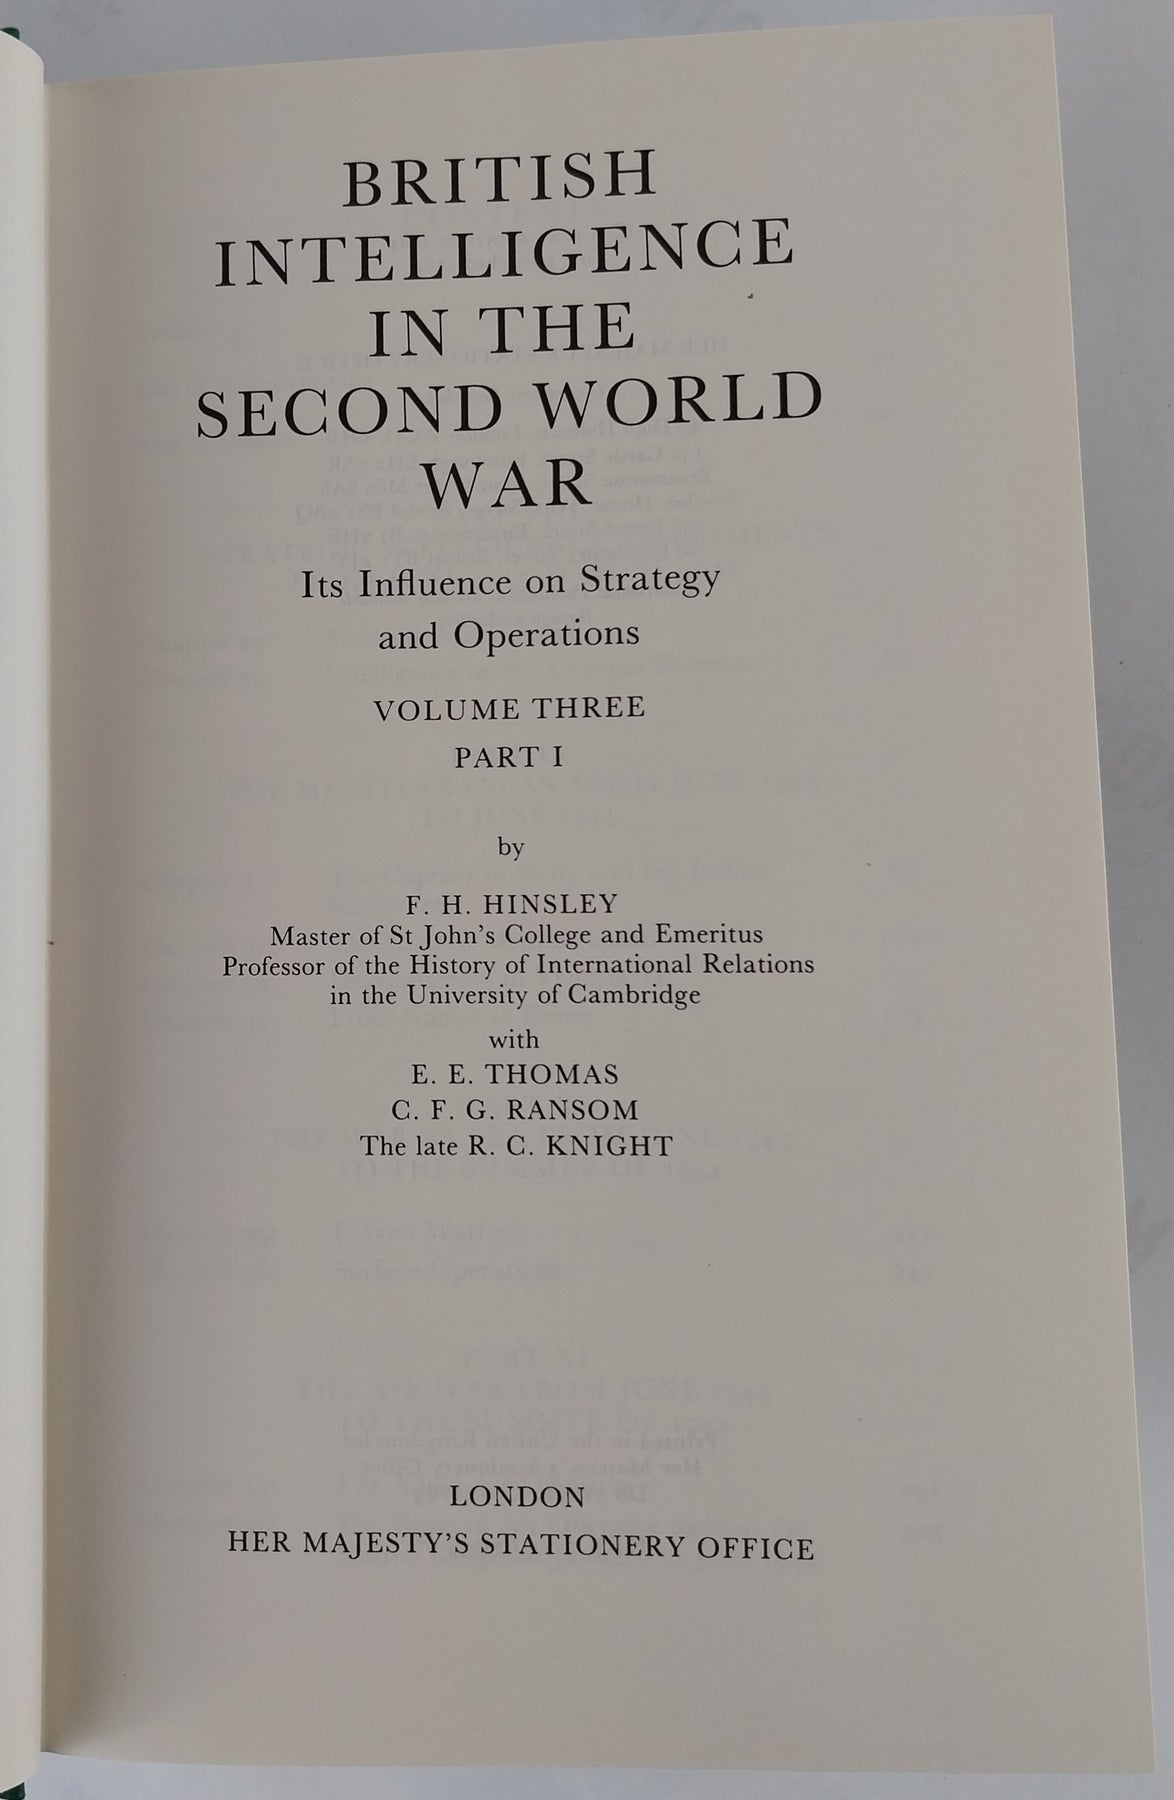 BRITISH
INTELLIGENCE
IN THE
SECOND WORLD
WAR
Its Influence on Strategy
and Operations
VOLUME THREE
PART I
by
F. H. HINSLEY
Master of St John's College and Emeritus
Professor of the History of International Relations
in the University of Cambridge
with
E. E. THOMAS
C. F. G. RANSOM
The late R. C. KNIGHT
LONDON
HER MAJESTY'S STATIONERY OFFICE